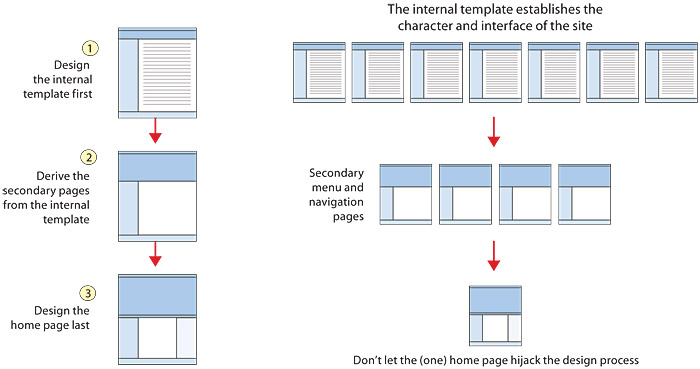 1
Design
the internal
template first
2
Derive the
secondary pages
from the internal
template
3
Design the
home page last
The internal template establishes the
character and interface of the site
Secondary
menu and
navigation
pages
Don’t let the (one) home page hijack the design process